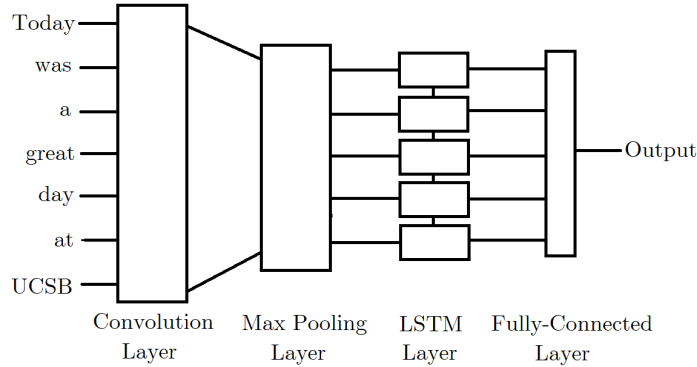 Today
was
a
great
day
at
UCSB
Output
Convolution
Layer
Max Pooling
Layer
LSTM
Layer
Fully-Connected
Layer